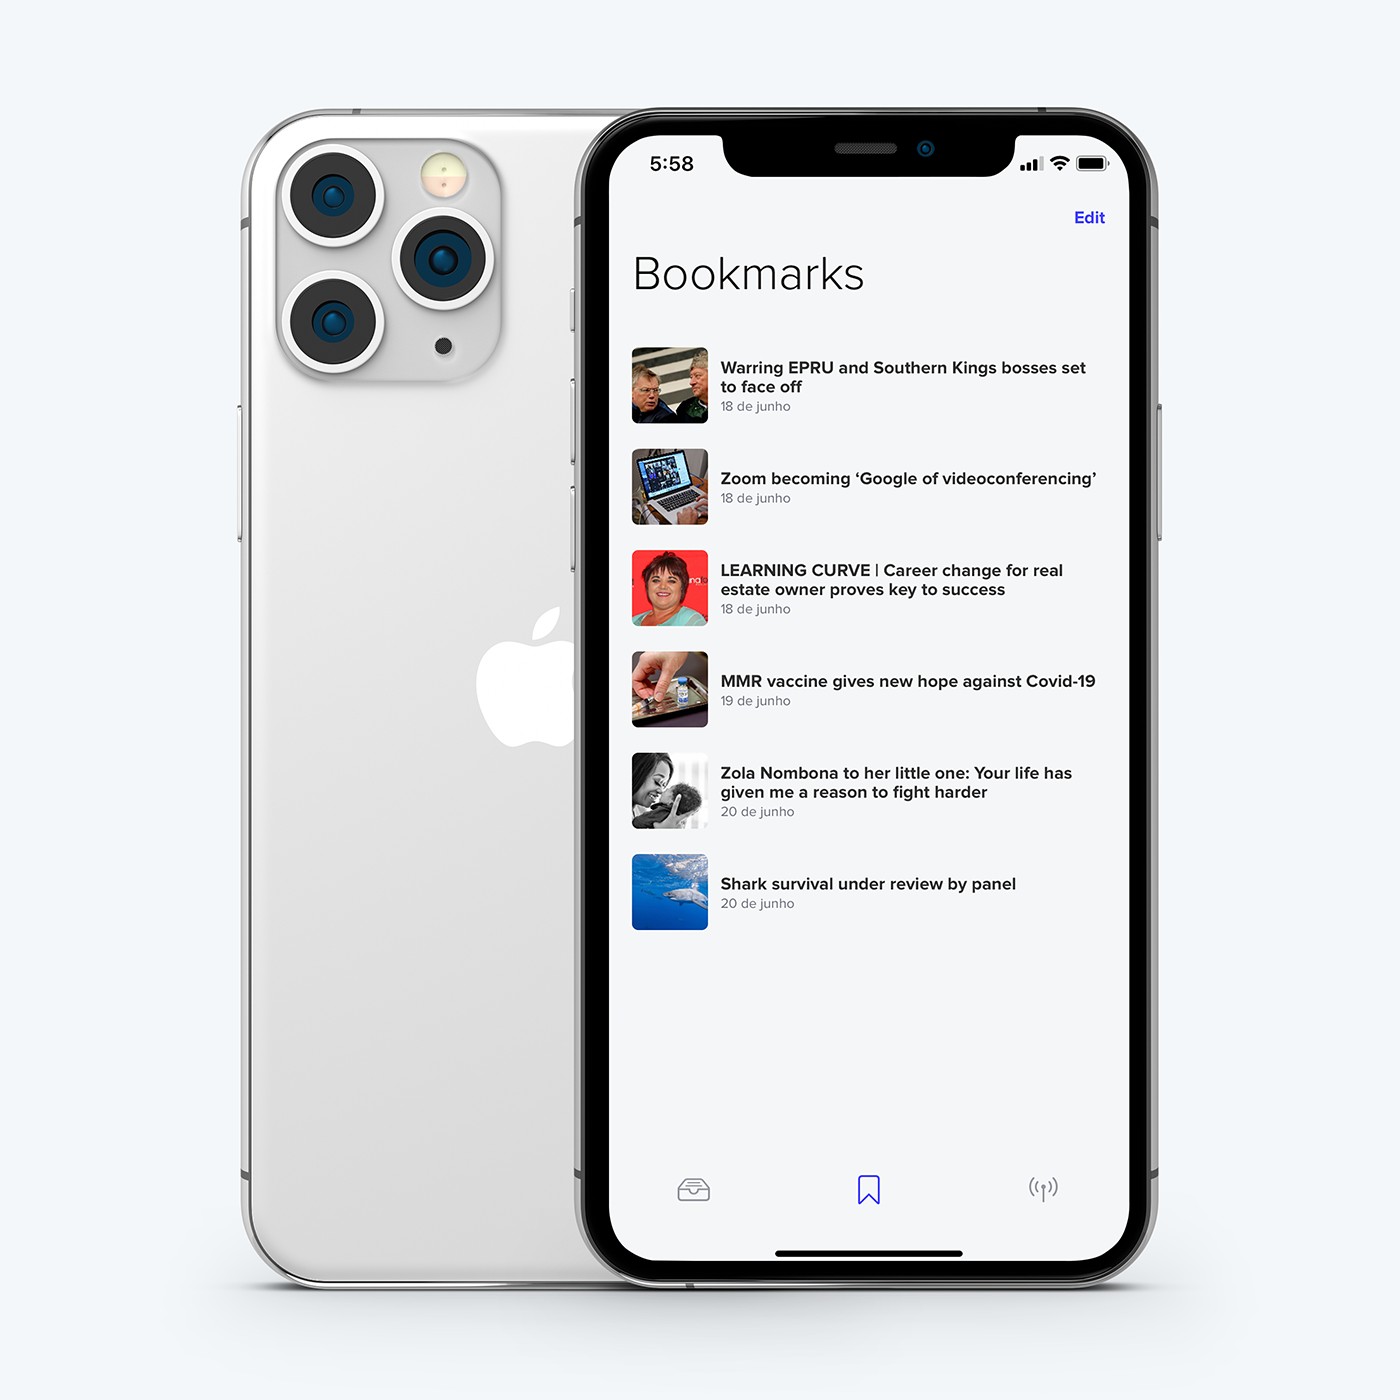 5:58
Edit
Bookmarks
Warring EPRU and Southern Kings bosses set
to face off
18 de junho
Zoom becoming ‘Google of videoconferencing’
18 de junho
LEARNING CURVE | Career change for real
estate owner proves key to success
18 de junho
MMR vaccine gives new hope against Covid-19
19 de junho
Zola Nombona to her little one: Your life has
given me a reason to fight harder
20 de junho
Shark survival under review by panel
20 de junho